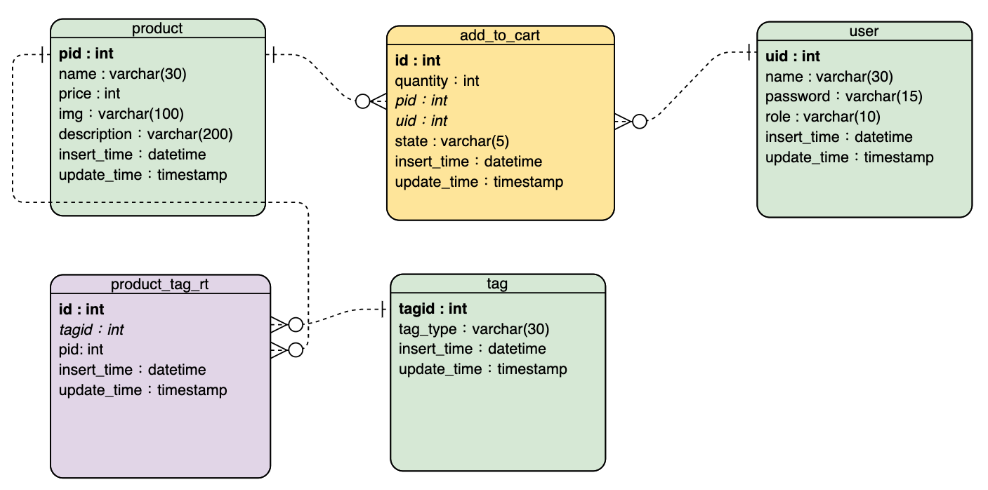 product
pid : int
name : varchar(30)
price : int
img : varchar(100)
description : varchar(200)
insert_time : datetime
update_time : timestamp
add_to_cart
id : int
quantity : int
pid : int
uid : int
state : varchar(5)
insert_time : datetime
update_time : timestamp
user
uid : int
name : varchar(30)
password : varchar(15)
role : varchar(10)
insert_time : datetime
update_time : timestamp
product_tag_rt
id : int
tagid : int
pid: int
insert_time : datetime
update_time : timestamp
tag
tagid : int
tag_type : varchar(30)
insert_time : datetime
update_time : timestamp